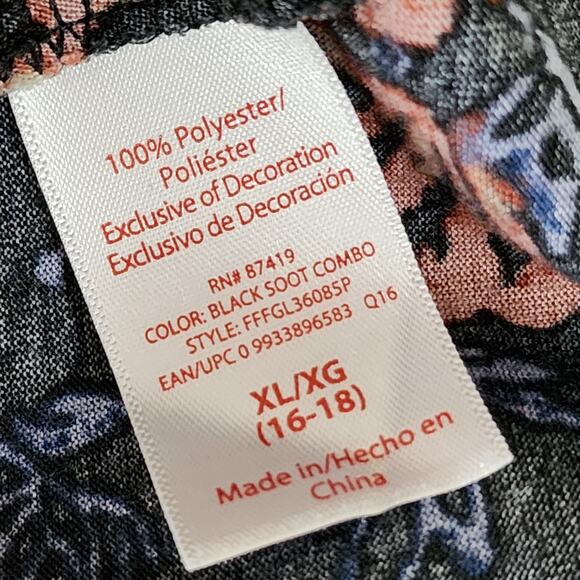 100% Polyester/
Poliéster
Exclusive of Decoration
Exclusivo de Decoración
RN# 87419
COLOR: BLACK SOOT COMBO
STYLE: FFFGL36085P
EAN/UPC 0 9933896583 Q16
XL/XG
(16-18)
Made in/Hecho en
China